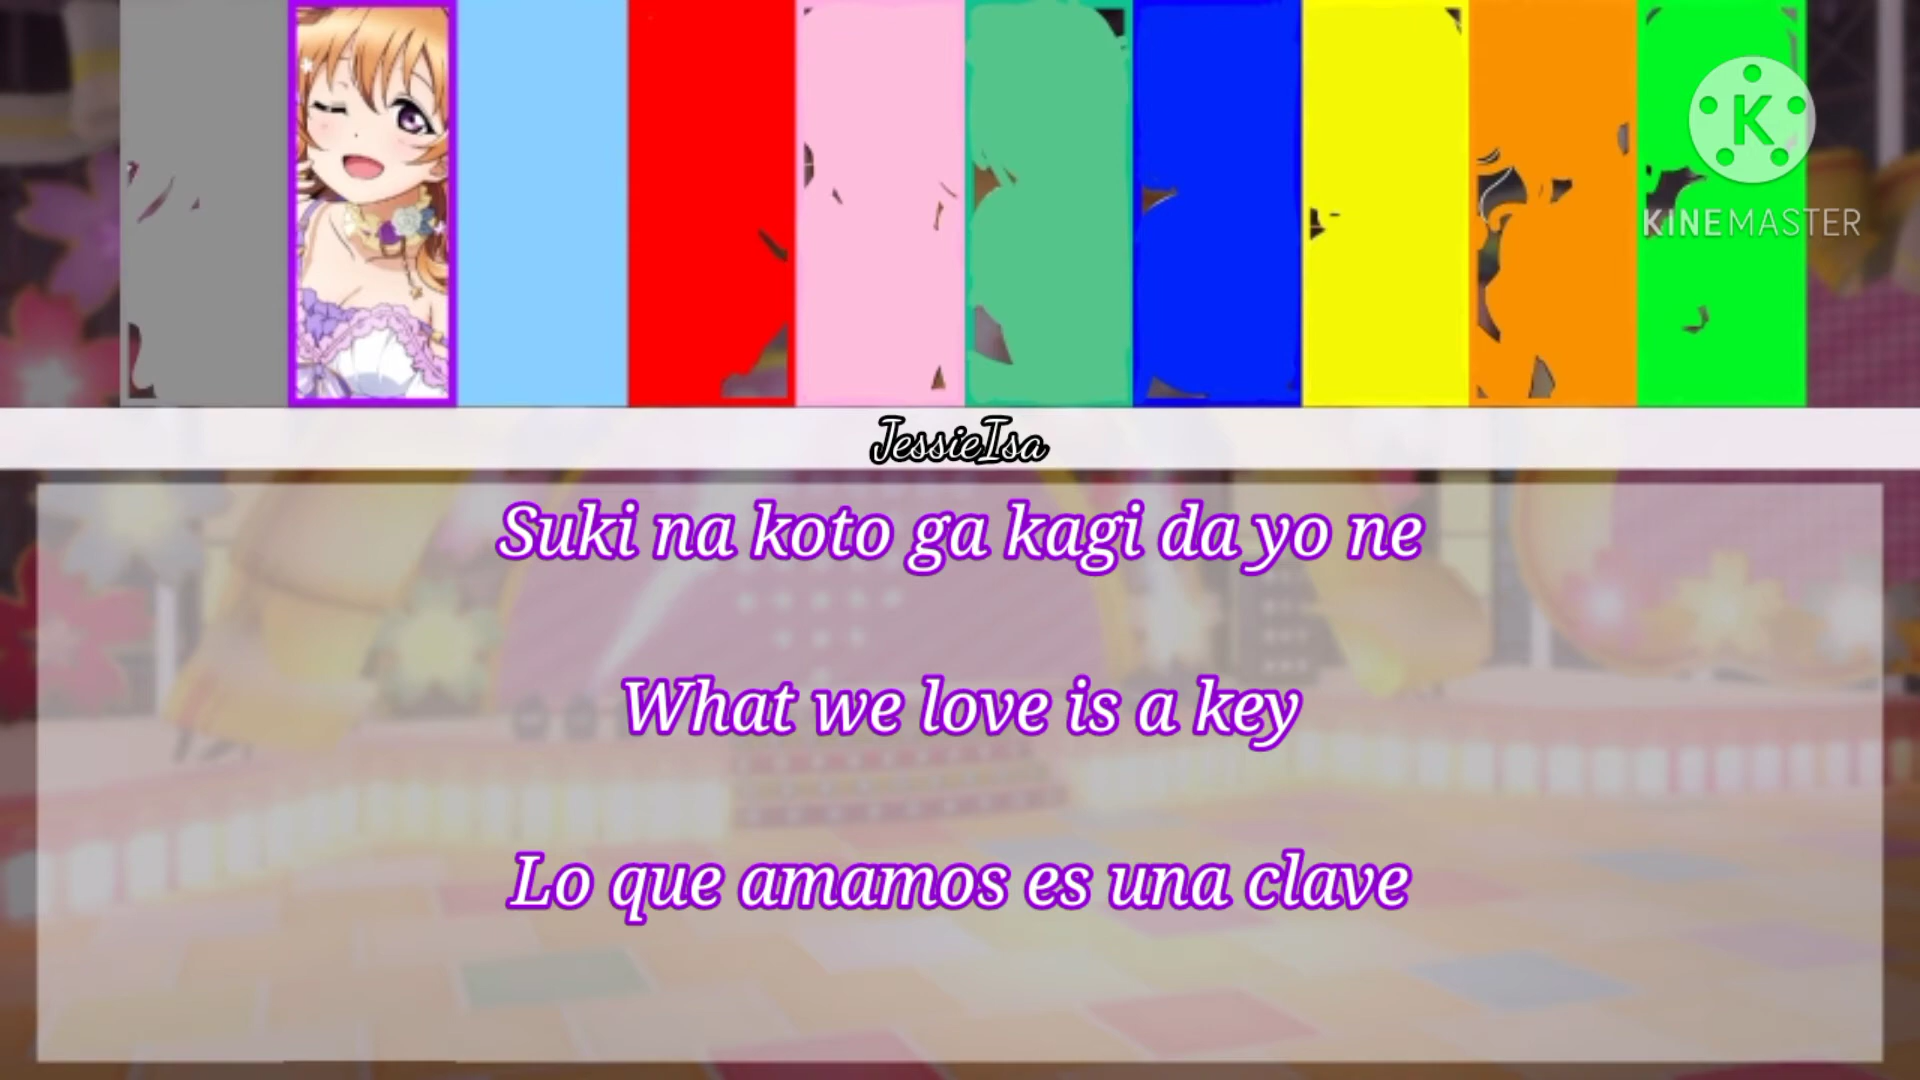 K
KINEMASTER
JessieIsa
Suki na koto ga kagi da yo ne
What we love is a key
Lo que amamos es una clave